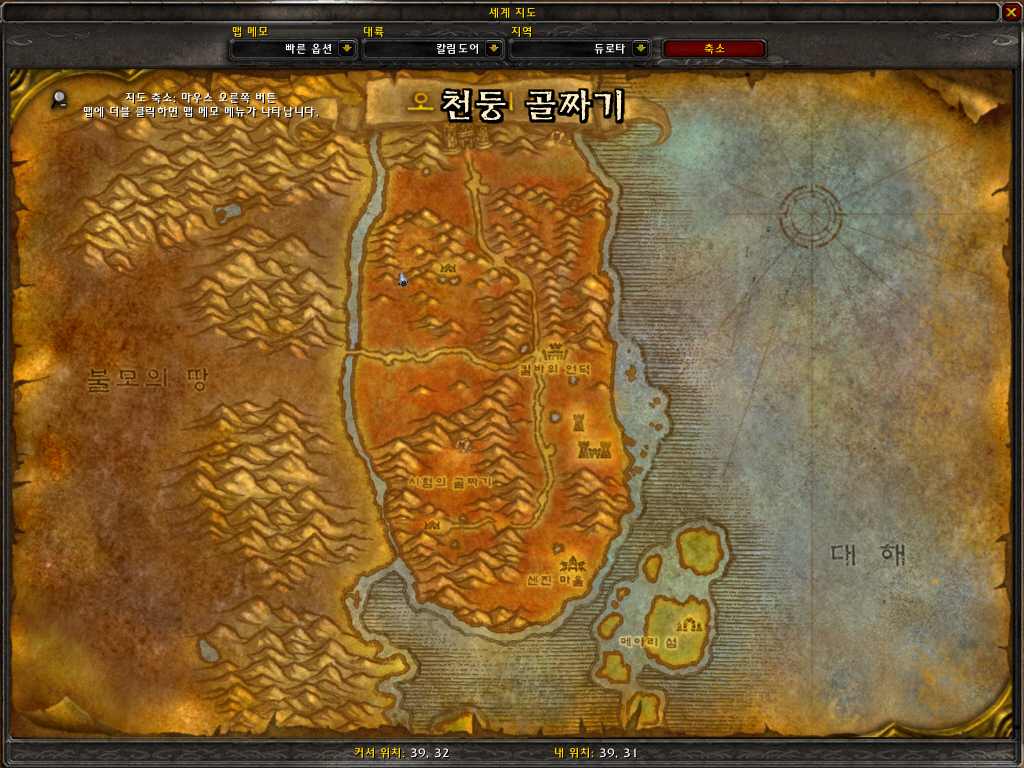 세계 지도
맵 메모 대륙 지역
빠른 옵션 칼림도어 듀로타 축소
지도 축소: 마우스 오른쪽 버튼
맵에 더블 클릭하면 맵 메모 메뉴가 나타납니다.
천둥 골짜기
칼바위 언덕
불모의 땅
시험의 골짜기
대 해
센진 마을
메아리 섬
커서 위치: 39, 32 내 위치: 39, 31